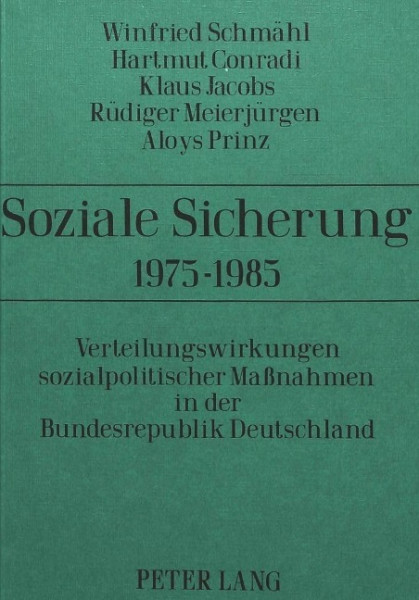 Winfried Schmähl
Hartmut Conradi
Klaus Jacobs
Rüdiger Meierjürgen
Aloys Prinz
Soziale Sicherung
1975-1985
Verteilungswirkungen
sozialpolitischer Maßnahmen
in der
Bundesrepublik Deutschland
PETER LANG